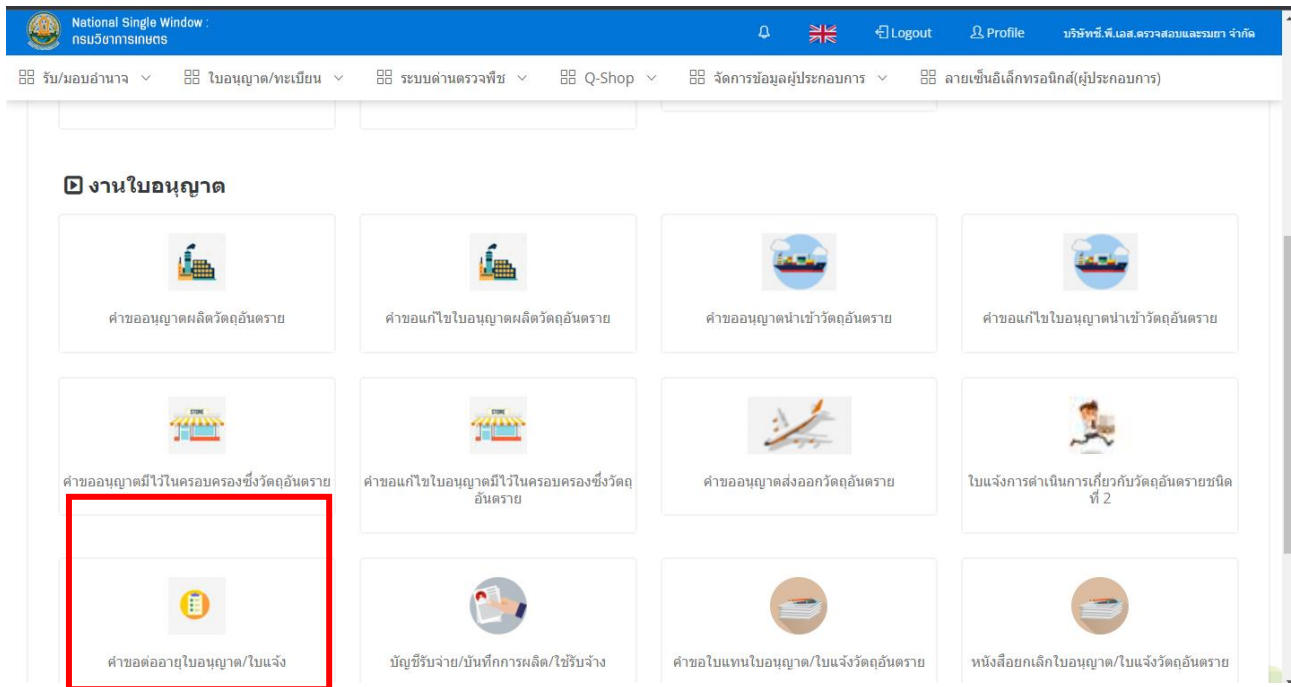 National Single Window :
กรมวิชาการเกษตร
Logout
Profile
บริษัทซี.พี.เอส.ตรวจสอบและรมยา จำกัด
รับ/มอบอำนาจ
ใบอนุญาต/ทะเบียน
ระบบด่านตรวจพืช
Q-Shop
จัดการข้อมูลผู้ประกอบการ
ลายเซ็นอิเล็กทรอนิกส์(ผู้ประกอบการ)
งานใบอนุญาต
คำขออนุญาตผลิตวัตถุอันตราย
คำขอแก้ไขใบอนุญาตผลิตวัตถุอันตราย
คำขออนุญาตนำเข้าวัตถุอันตราย
คำขอแก้ไขใบอนุญาตนำเข้าวัตถุอันตราย
STORE
STORE
คำขออนุญาตมีไว้ในครอบครองซึ่งวัตถุอันตราย
คำขอแก้ไขใบอนุญาตมีไว้ในครอบครองซึ่งวัตถุ
อันตราย
คำขออนุญาตส่งออกวัตถุอันตราย
ใบแจ้งการดำเนินการเกี่ยวกับวัตถุอันตรายชนิด
ที่ 2
คำขอต่ออายุใบอนุญาต/ใบแจ้ง
บัญชีรับจ่าย/บันทึกการผลิต/ใช้รับจ้าง
คำขอใบแทนใบอนุญาต/ใบแจ้งวัตถุอันตราย
หนังสือยกเลิกใบอนุญาต/ใบแจ้งวัตถุอันตราย